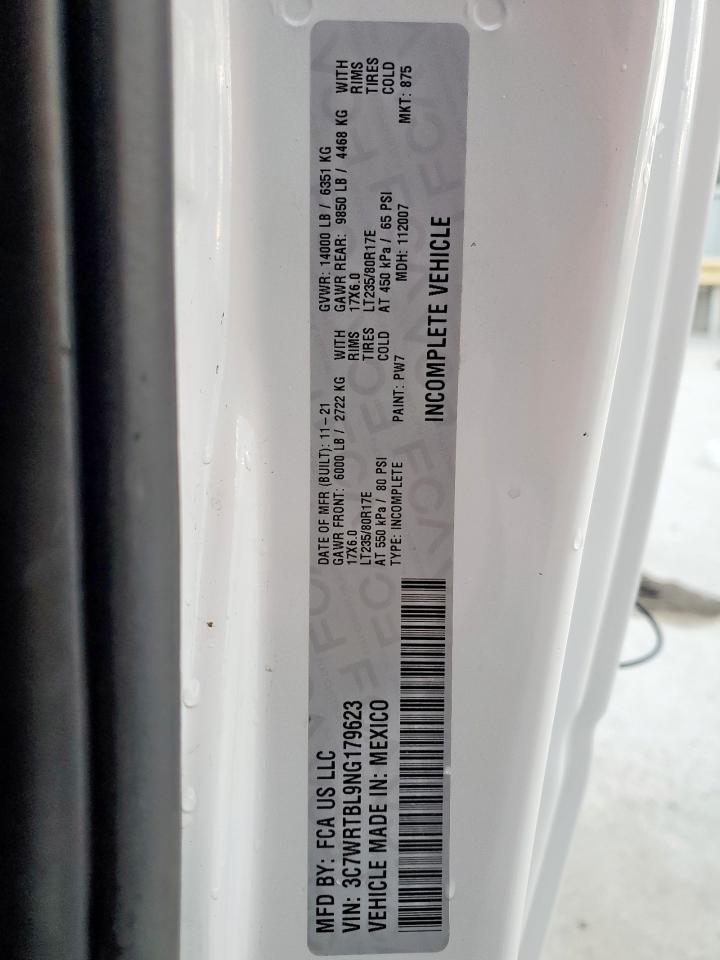 MFD BY: FCA US LLC
VIN: 3C7WRTBL9NG179623
VEHICLE MADE IN: MEXICO
DATE OF MFR (BUILT): 11-21
GVWR: 14000 LB / 6351 KG
GAWR FRONT: 6000 LB / 2722 KG WITH
GAWR REAR: 9850 LB / 4468 KG WITH
17X6.0 RIMS
17X6.0 RIMS
LT235/80R17E TIRES
LT235/80R17E TIRES
AT 550 kPa / 80 PSI COLD
AT 450 kPa / 65 PSI COLD
TYPE: INCOMPLETE
PAINT: PW7
MDH: 112007
MKT: 875
INCOMPLETE VEHICLE